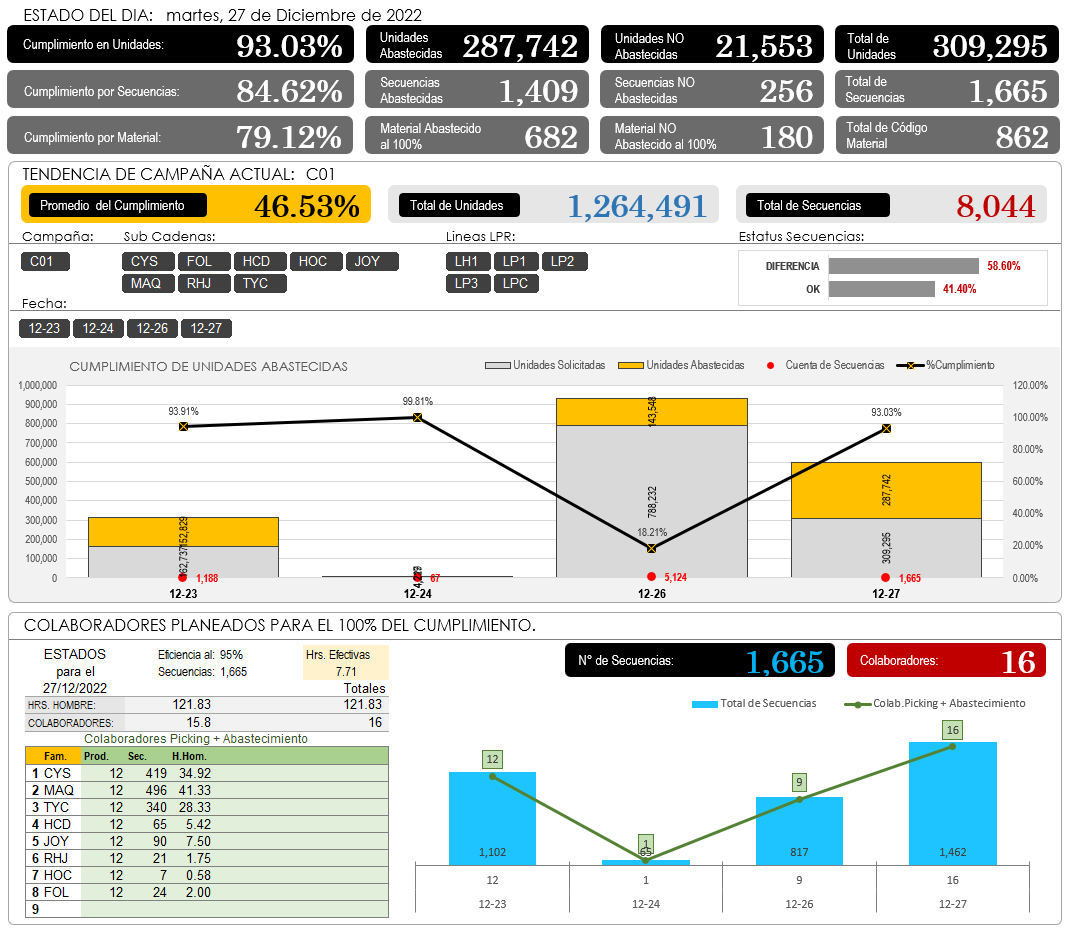 ESTADO DEL DIA: martes, 27 de Diciembre de 2022
Cumplimiento en Unidades: 93.03%
Unidades Abastecidas 287,742
Unidades NO Abastecidas 21,553
Total de Unidades 309,295
Cumplimiento por Secuencias: 84.62%
Secuencias Abastecidas 1,409
Secuencias NO Abastecidas 256
Total de Secuencias 1,665
Cumplimiento por Material: 79.12%
Material Abastecido al 100% 682
Material NO Abastecido al 100% 180
Total de Código Material 862
TENDENCIA DE CAMPAÑA ACTUAL: C01
Promedio del Cumplimiento 46.53%
Total de Unidades 1,264,491
Total de Secuencias 8,044
Campaña:
C01
Sub Cadenas:
CYS FOL HCD HOC JOY
MAQ RHJ TYC
Lineas LPR:
LH1 LP1 LP2
LP3 LPC
Estatus Secuencias:
DIFERENCIA 58.60%
OK 41.40%
Fecha:
12-23 12-24 12-26 12-27
CUMPLIMIENTO DE UNIDADES ABASTECIDAS
Unidades Solicitadas Unidades Abastecidas Cuenta de Secuencias %Cumplimiento
1,000,000
900,000
800,000
700,000
600,000
500,000
400,000
300,000
200,000
100,000
0
120.00%
100.00%
80.00%
60.00%
40.00%
20.00%
0.00%
93.91%
99.81%
18.21%
93.03%
152,829
162,737
143,548
788,232
287,742
309,295
1,188
67
5,124
1,665
12-23 12-24 12-26 12-27
COLABORADORES PLANEADOS PARA EL 100% DEL CUMPLIMIENTO.
ESTADOS
para el
27/12/2022
Eficiencia al: 95%
Secuencias: 1,665
Hrs. Efectivas
7.71
Totales
HRS. HOMBRE: 121.83 121.83
COLABORADORES: 15.8 16
Colaboradores Picking + Abastecimiento
Fam. Prod. Sec. H.Hom.
1 CYS 12 419 34.92
2 MAQ 12 496 41.33
3 TYC 12 340 28.33
4 HCD 12 65 5.42
5 JOY 12 90 7.50
6 RHJ 12 21 1.75
7 HOC 12 7 0.58
8 FOL 12 24 2.00
9
N° de Secuencias: 1,665
Colaboradores: 16
Total de Secuencias Colab.Picking + Abastecimiento
12
1
9
16
1,102
65
817
1,462
12 1 9 16
12-23 12-24 12-26 12-27